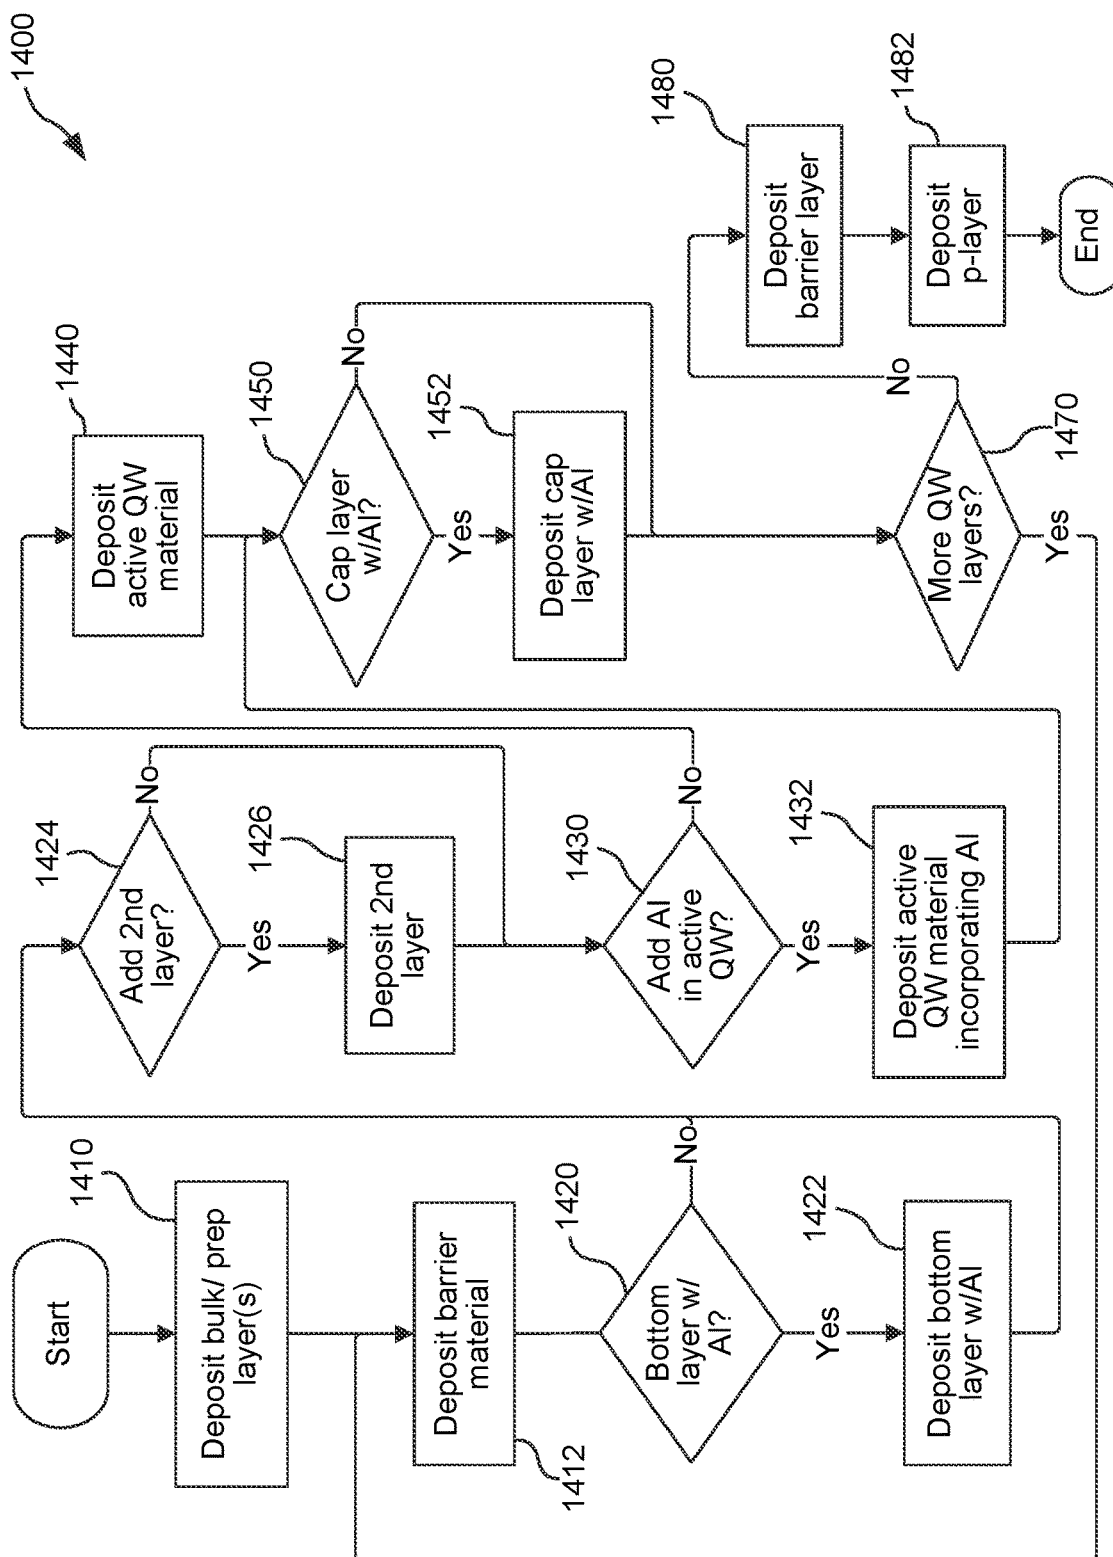 1400
Start
1410
Deposit bulk/ prep
layer(s)
Deposit barrier
material
1412
1420
Bottom
layer w/
Al?
No
Yes
1422
Deposit bottom
layer w/Al
1424
Add 2nd
layer?
No
Yes
1426
Deposit 2nd
layer
1430
Add Al
in active
QW?
No
Yes
1432
Deposit active
QW material
incorporating Al
1440
Deposit
active QW
material
1450
Cap layer
w/Al?
No
Yes
1452
Deposit cap
layer w/Al
More QW
layers?
1470
No
Yes
1480
Deposit
barrier layer
1482
Deposit
p-layer
End